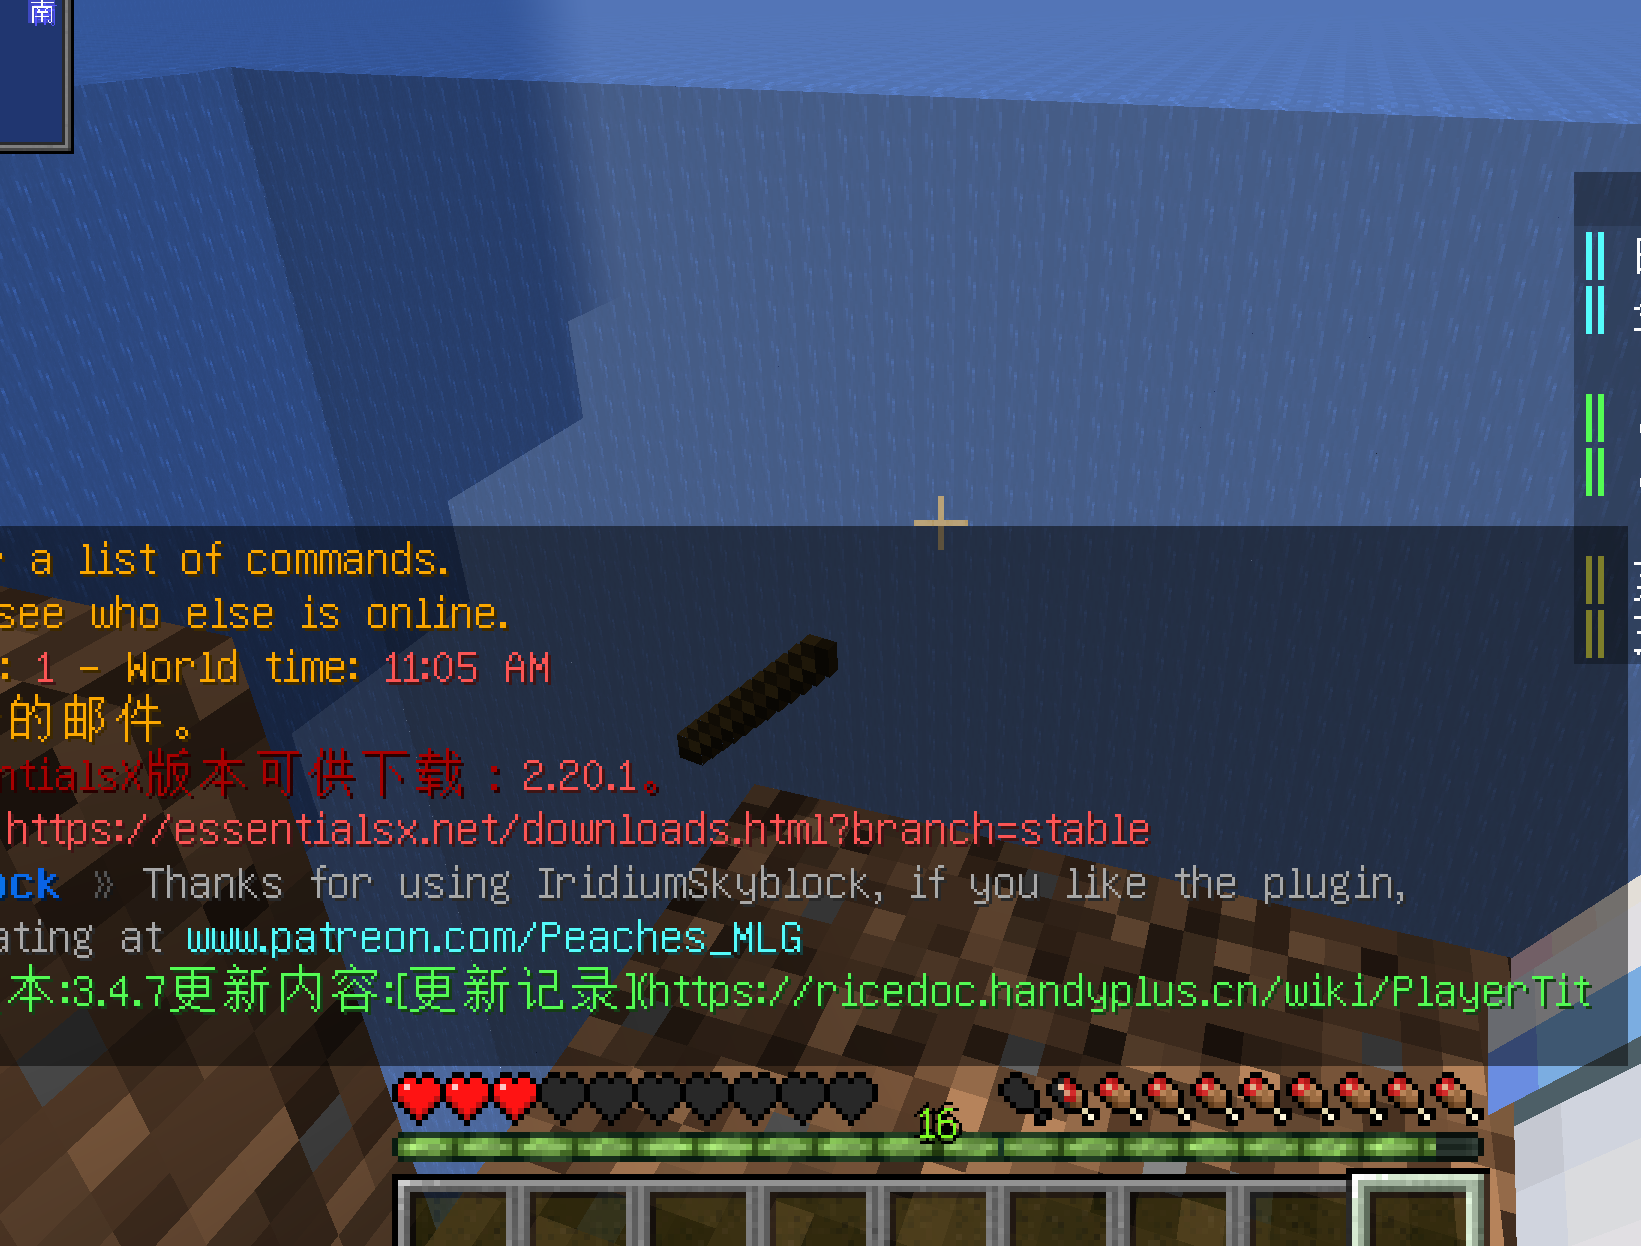 南
a list of commands.
see who else is online.
: 1 - World time: 11:05 AM
的邮件。
ntialsX版本可供下载：2.20.1。
https://essentialsx.net/downloads.html?branch=stable
ock » Thanks for using IridiumSkyblock, if you like the plugin,
ating at www.patreon.com/Peaches_MLG
本:3.4.7更新内容:[更新记录](https://ricedoc.handyplus.cn/wiki/PlayerTit
16